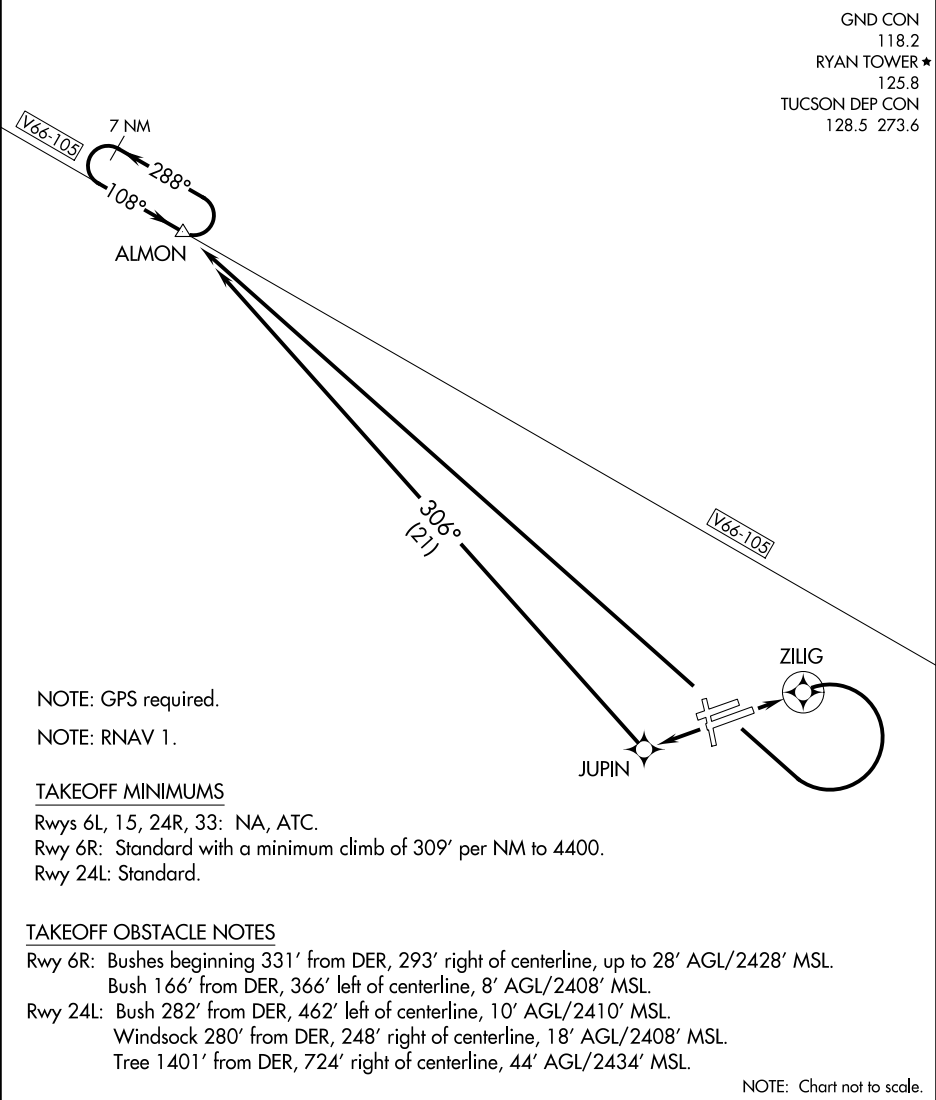 GND CON
118.2
RYAN TOWER ★
125.8
TUCSON DEP CON
128.5 273.6
V66-105
7 NM
288°
108°
ALMON
306°
(21)
V66-105
ZILIG
JUPIN
NOTE: GPS required.
NOTE: RNAV 1.
TAKEOFF MINIMUMS
Rwys 6L, 15, 24R, 33: NA, ATC.
Rwy 6R: Standard with a minimum climb of 309' per NM to 4400.
Rwy 24L: Standard.
TAKEOFF OBSTACLE NOTES
Rwy 6R: Bushes beginning 331' from DER, 293' right of centerline, up to 28' AGL/2428' MSL.
Bush 166' from DER, 366' left of centerline, 8' AGL/2408' MSL.
Rwy 24L: Bush 282' from DER, 462' left of centerline, 10' AGL/2410' MSL.
Windsock 280' from DER, 248' right of centerline, 18' AGL/2408' MSL.
Tree 1401' from DER, 724' right of centerline, 44' AGL/2434' MSL.
NOTE: Chart not to scale.